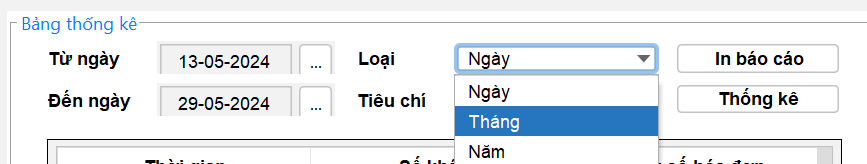 Bảng thống kê
Từ ngày 13-05-2024 ... Loại Ngày In báo cáo
Ngày
Đến ngày 29-05-2024 ... Tiêu chí Tháng Thống kê
Năm